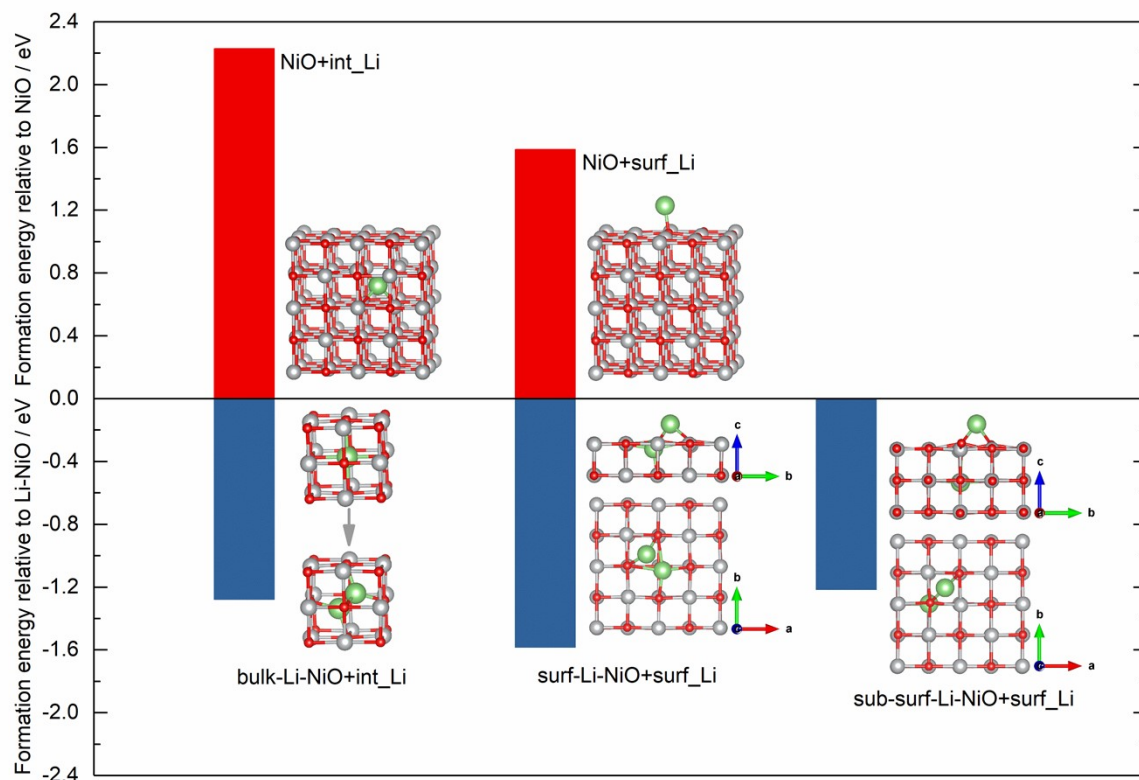 Formation energy relative to NiO / eV
Formation energy relative to Li-NiO / eV
2.4
2.0
1.6
1.2
0.8
0.4
0.0
-0.4
-0.8
-1.2
-1.6
-2.0
-2.4
NiO+int_Li
NiO+surf_Li
c
a
b
c
a
b
b
a
b
a
bulk-Li-NiO+int_Li
surf-Li-NiO+surf_Li
sub-surf-Li-NiO+surf_Li